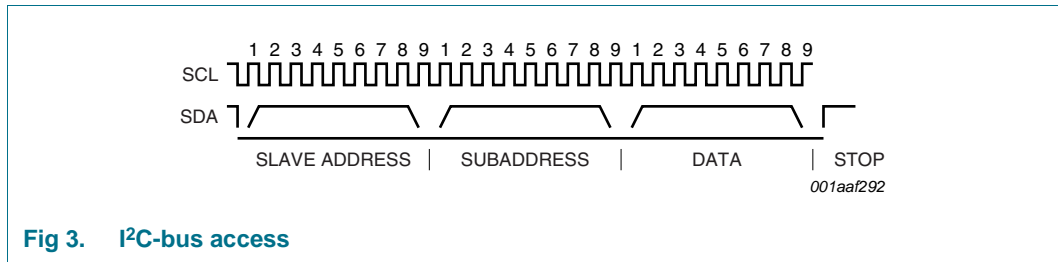 1 2 3 4 5 6 7 8 9 1 2 3 4 5 6 7 8 9 1 2 3 4 5 6 7 8 9
SCL
SDA
SLAVE ADDRESS | SUBADDRESS | DATA | STOP
001aaf292
Fig 3. I²C-bus access